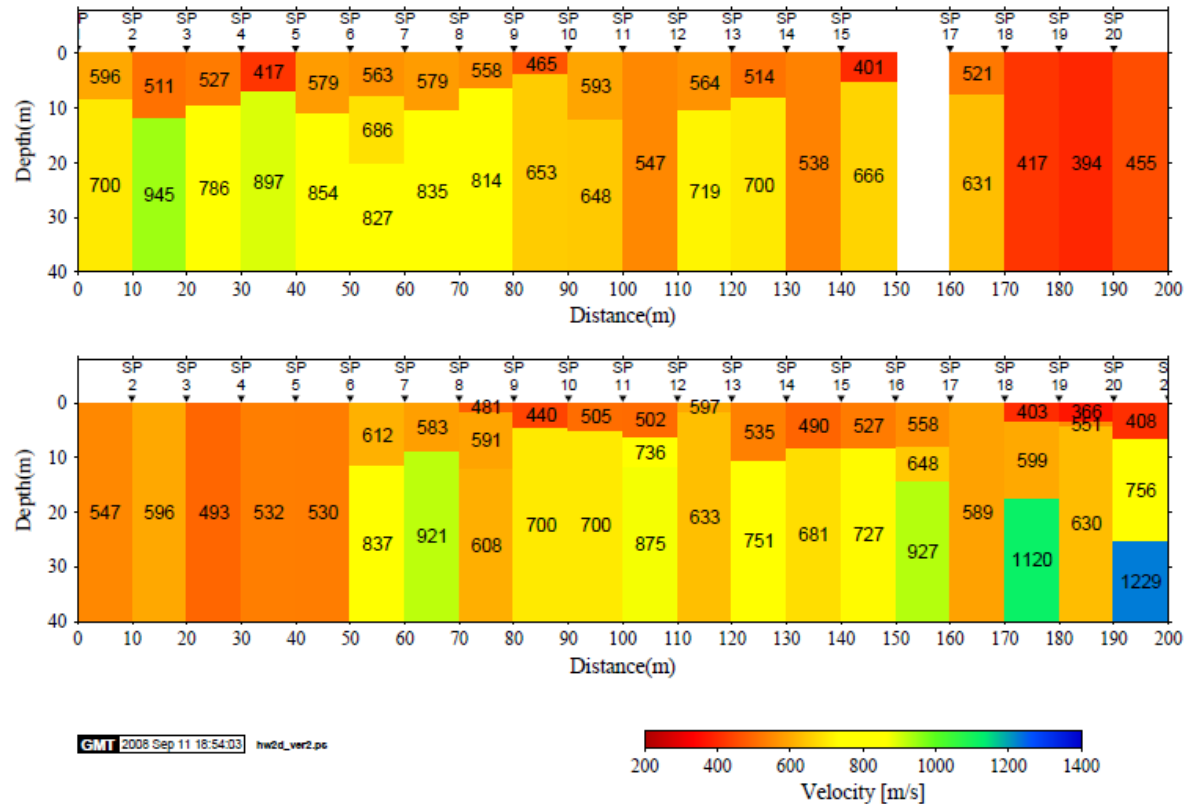 P SP SP SP SP SP SP SP SP SP SP SP SP SP SP SP SP SP SP
2 3 4 5 6 7 8 9 10 11 12 13 14 15 17 18 19 20
0
10
20
30
40
Depth(m)
596 511 527 417 579 563 579 558 465 593 564 514 401 521
686
700 945 786 897 854 827 835 814 653 648 547 719 700 538 666 631 417 394 455
0 10 20 30 40 50 60 70 80 90 100 110 120 130 140 150 160 170 180 190 200
Distance(m)
SP SP SP SP SP SP SP SP SP SP SP SP SP SP SP SP SP SP SP S
2 3 4 5 6 7 8 9 10 11 12 13 14 15 16 17 18 19 20 2
0
10
20
30
40
Depth(m)
612 583 481 440 505 502 597 535 490 527 558 403 366 408
591 736 648 599 551 756
547 596 493 532 530 837 921 608 700 700 875 633 751 681 727 927 589 1120 630 1229
0 10 20 30 40 50 60 70 80 90 100 110 120 130 140 150 160 170 180 190 200
Distance(m)
GMT 2008 Sep 11 18:54:03 hw2d_ver2.ps
200 400 600 800 1000 1200 1400
Velocity [m/s]